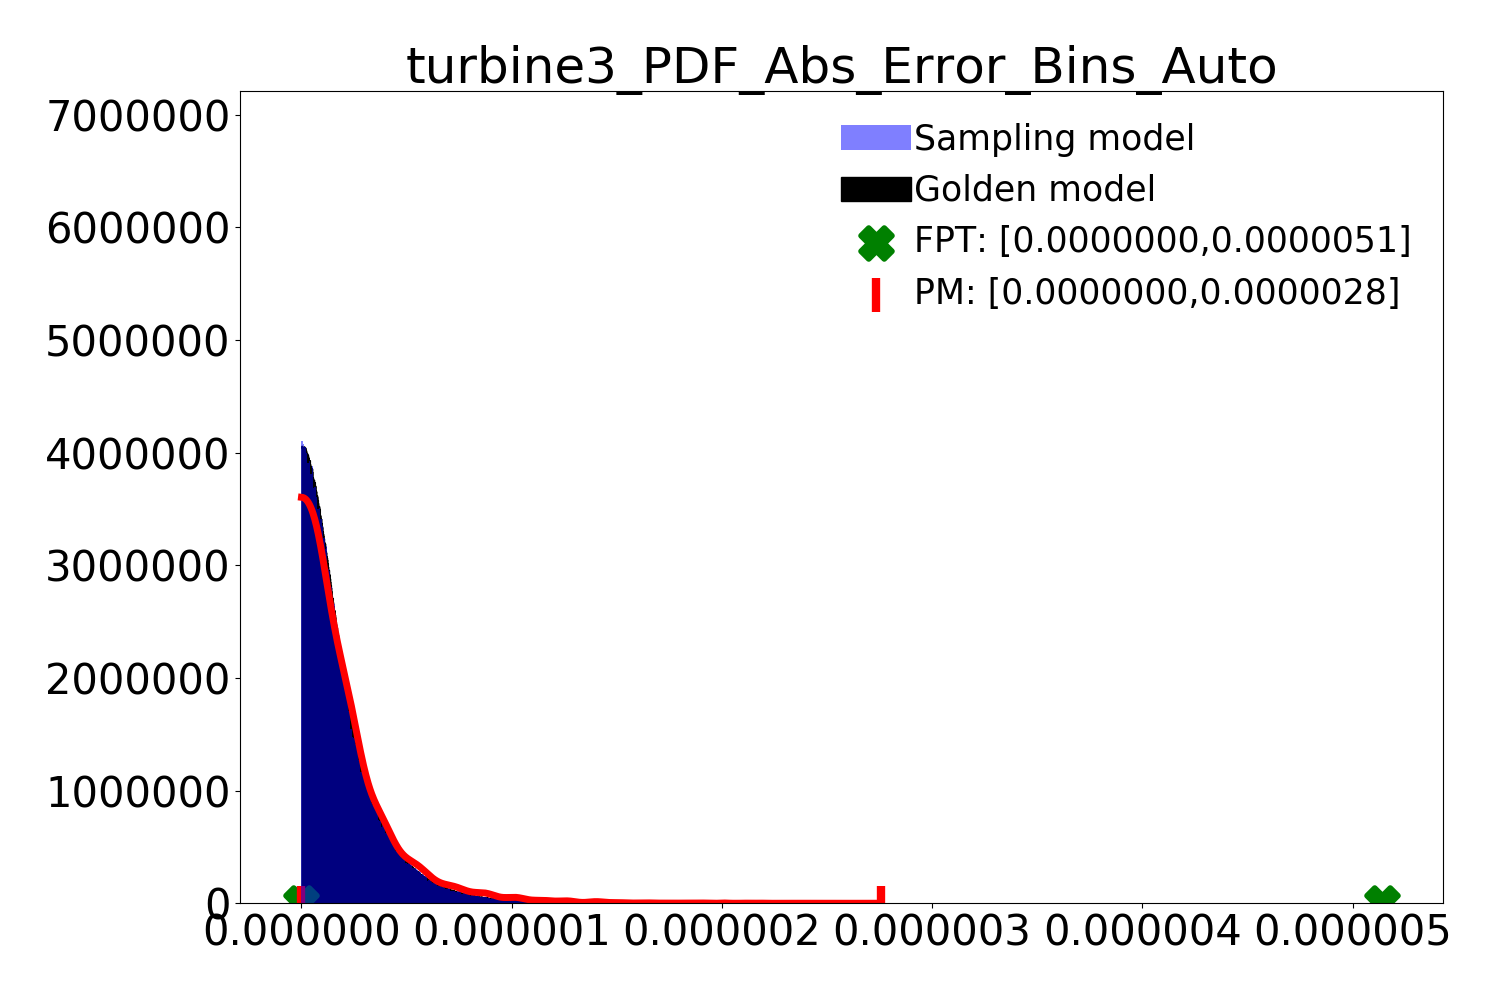 turbine3_PDF_Abs_Error_Bins_Auto
7000000
6000000
5000000
4000000
3000000
2000000
1000000
0
Sampling model
Golden model
FPT: [0.0000000,0.0000051]
PM: [0.0000000,0.0000028]
0.000000 0.000001 0.000002 0.000003 0.000004 0.000005